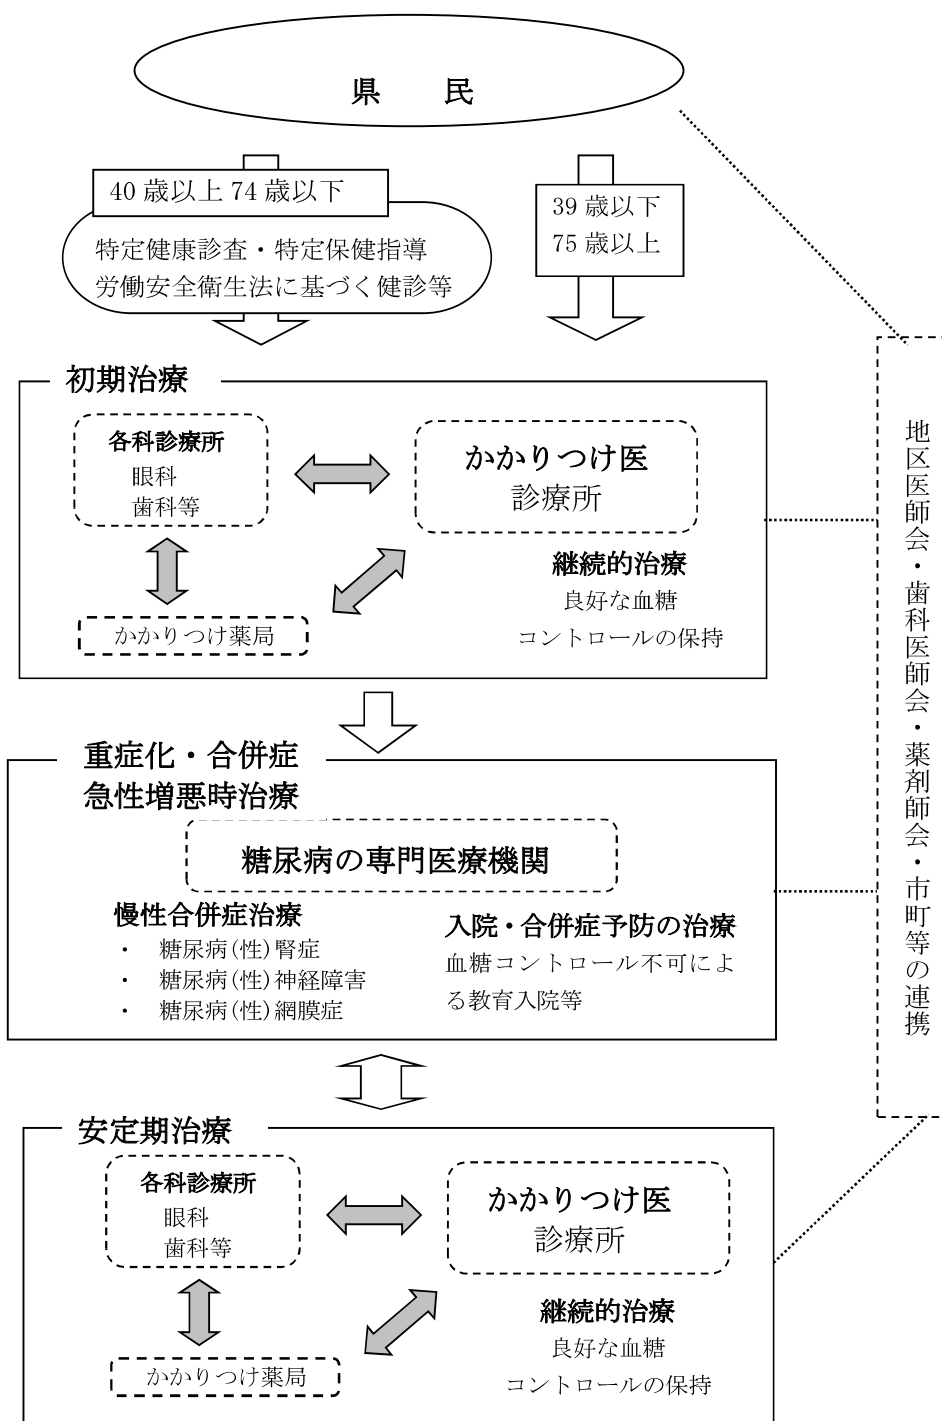 県　民
40 歳以上 74 歳以下
特定健康診査・特定保健指導
労働安全衛生法に基づく健診等
39 歳以下
75 歳以上
初期治療
各科診療所
眼科
歯科等
かかりつけ医
診療所
かかりつけ薬局
継続的治療
良好な血糖
コントロールの保持
重症化・合併症
急性増悪時治療
糖尿病の専門医療機関
慢性合併症治療
・ 糖尿病(性)腎症
・ 糖尿病(性)神経障害
・ 糖尿病(性)網膜症
入院・合併症予防の治療
血糖コントロール不可によ
る教育入院等
安定期治療
各科診療所
眼科
歯科等
かかりつけ医
診療所
かかりつけ薬局
継続的治療
良好な血糖
コントロールの保持
地区医師会・歯科医師会・薬剤師会・市町等の連携